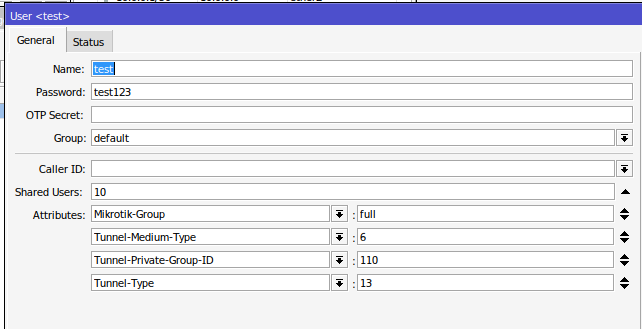 User <test>
General Status
Name: test
Password: test123
OTP Secret:
Group: default
Caller ID:
Shared Users: 10
Attributes: Mikrotik-Group : full
Tunnel-Medium-Type : 6
Tunnel-Private-Group-ID : 110
Tunnel-Type : 13